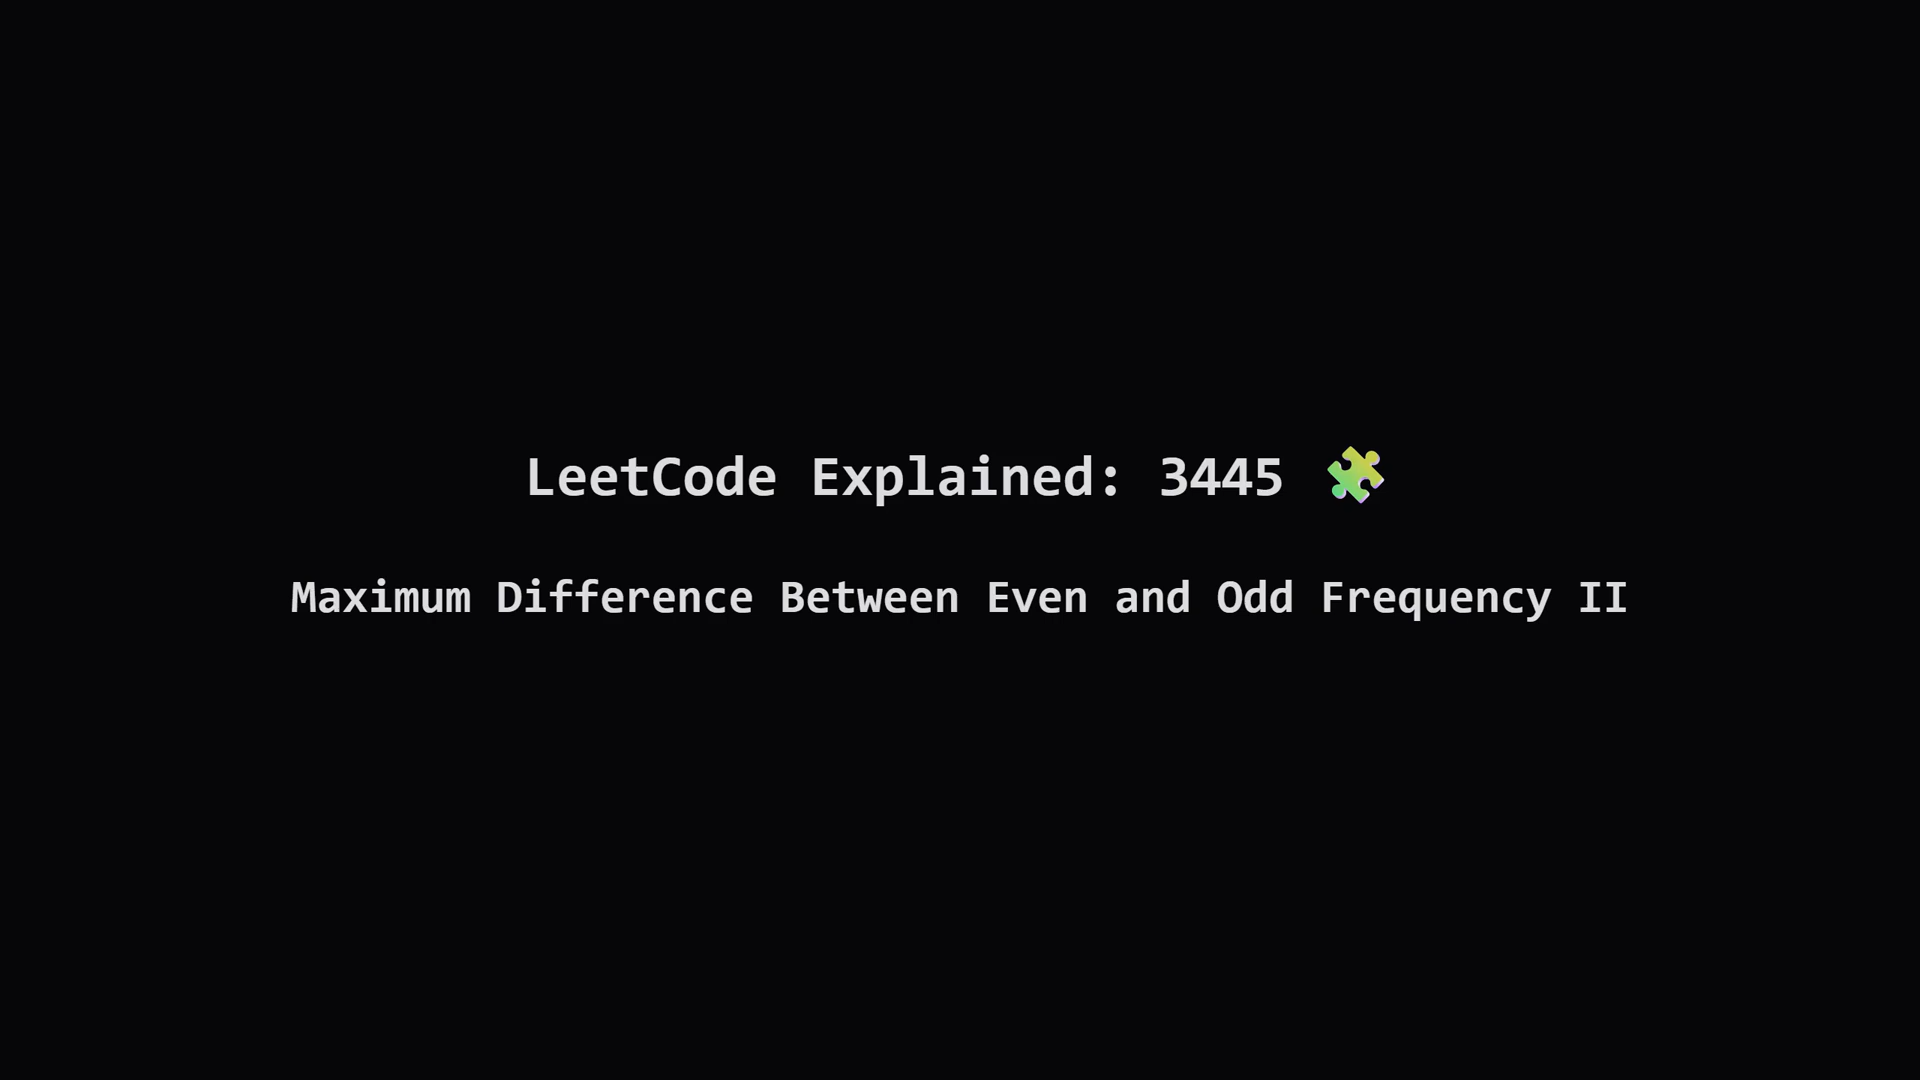 LeetCode Explained: 3445 🧩
Maximum Difference Between Even and Odd Frequency II